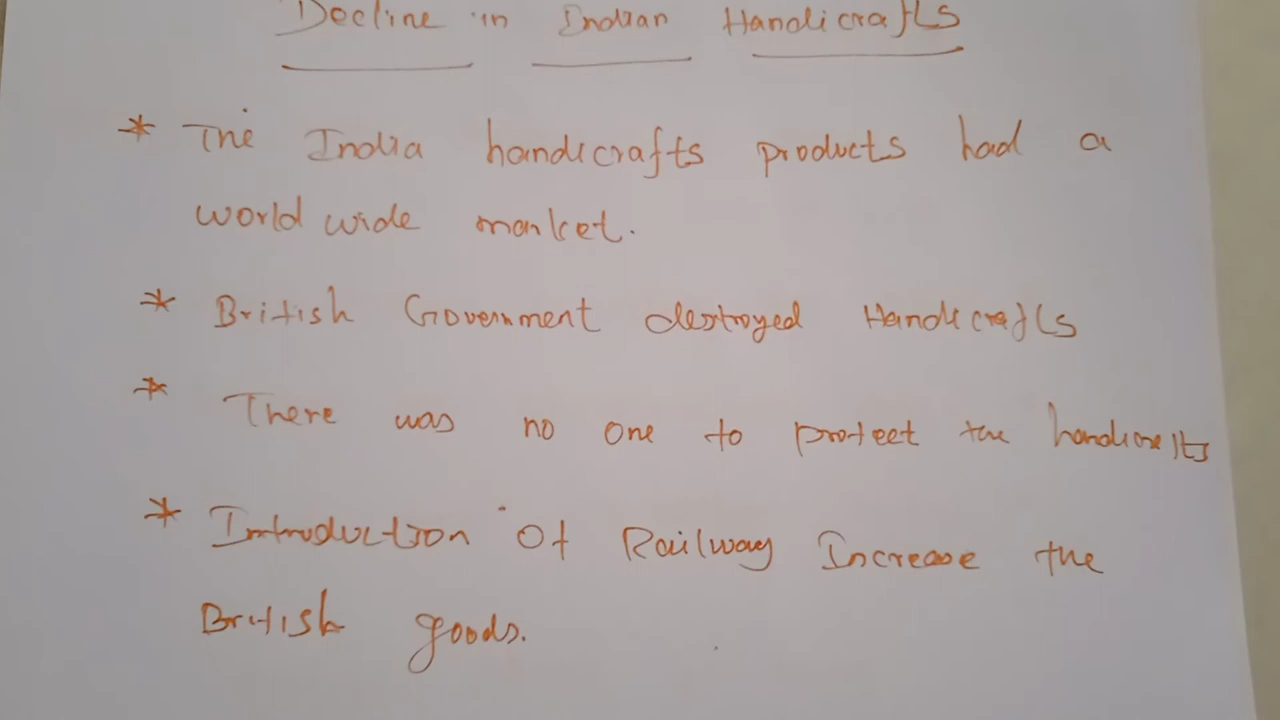 Decline in Indian Handicrafts
* The India handicrafts products had a
world wide market.
* British Government destroyed Handicrafts
* There was no one to protect the handicrafts
* Introduction Of Railway Increase the
British goods.